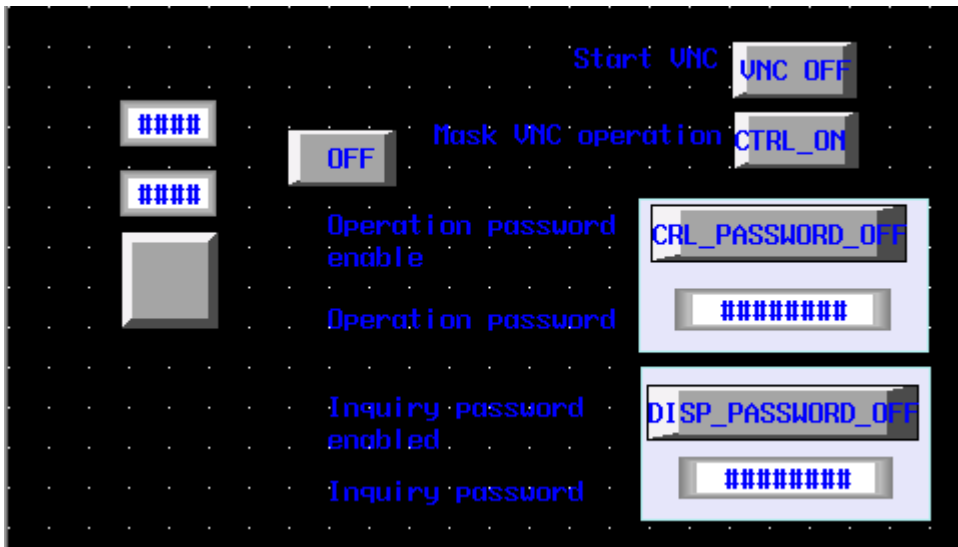 Start VNC
VNC OFF
####
Mask VNC operation
CTRL_ON
OFF
####
Operation password
enable
CRL_PASSWORD_OFF
Operation password
########
Inquiry password
enabled
DISP_PASSWORD_OFF
Inquiry password
########